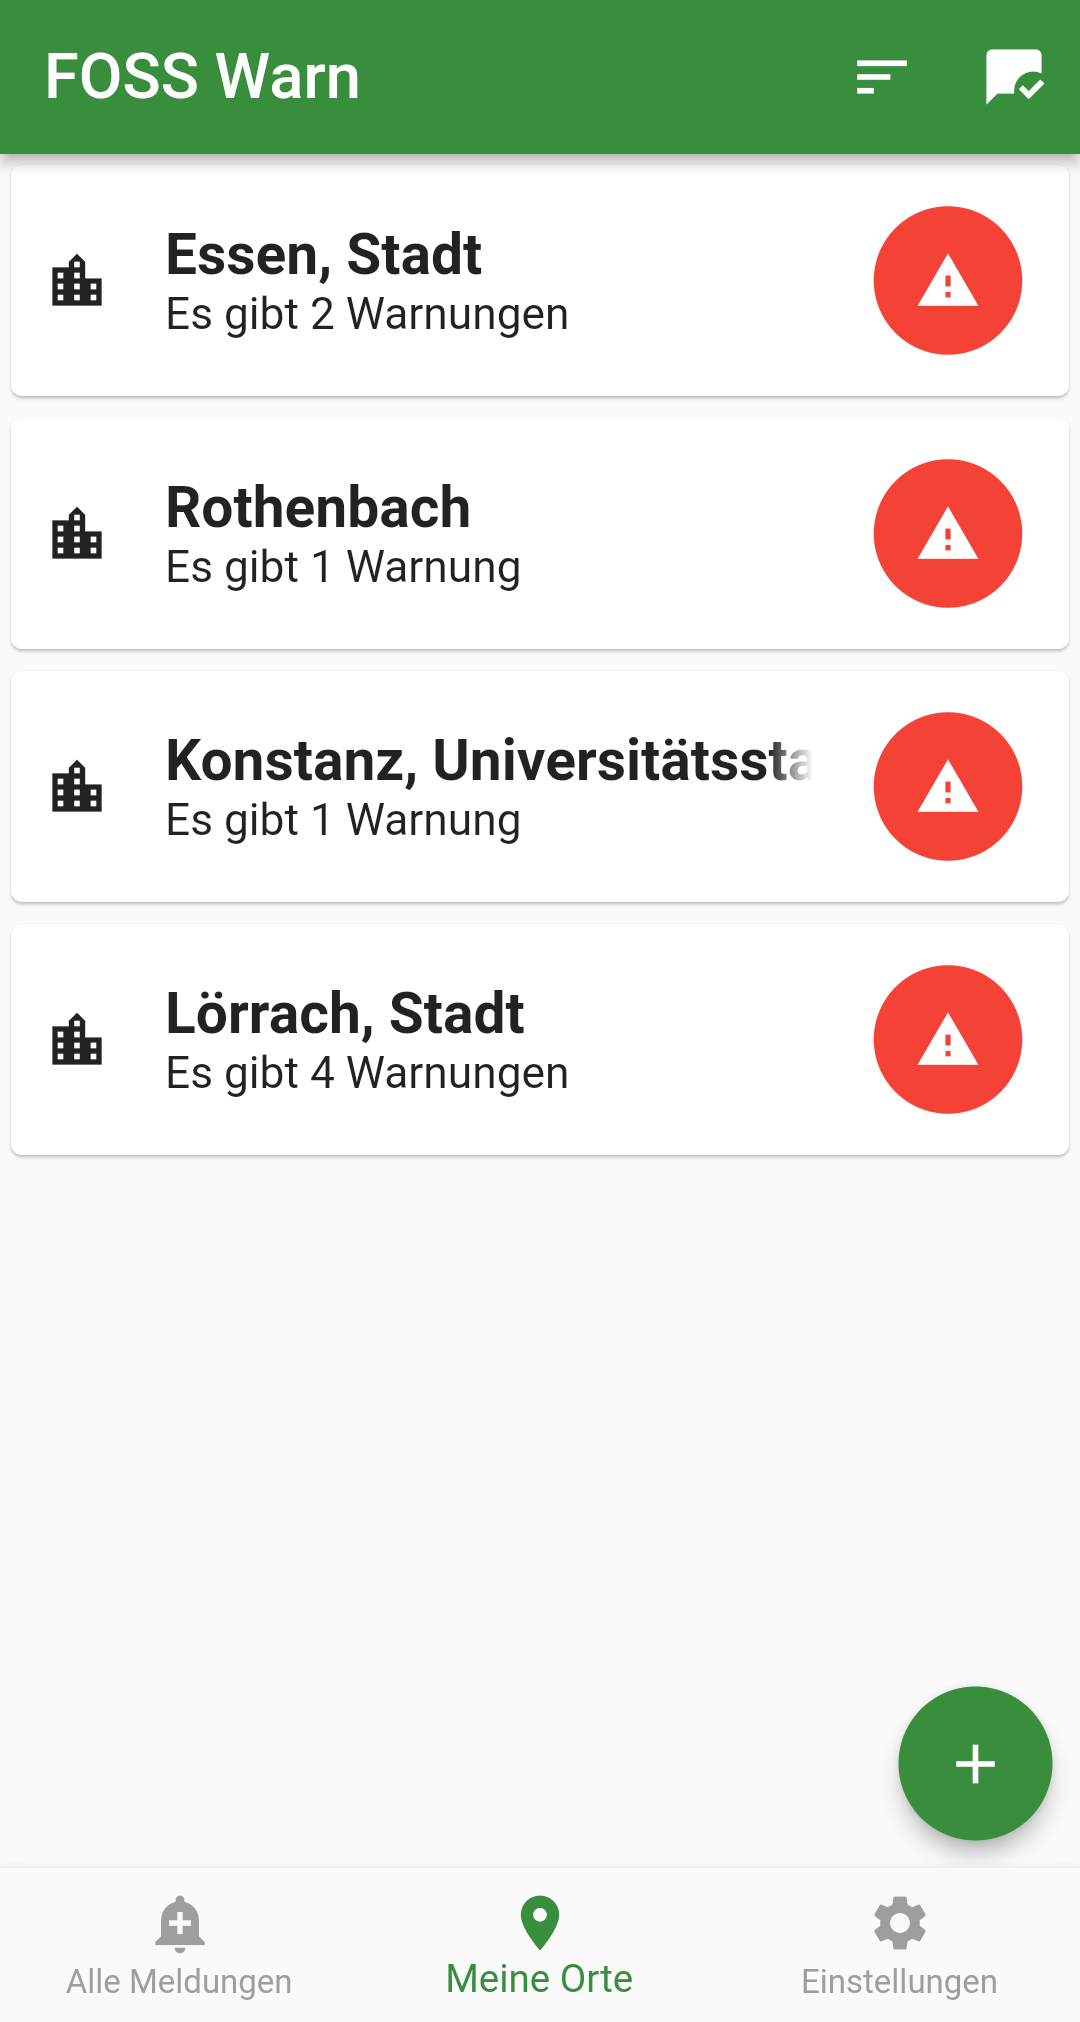 FOSS Warn
Essen, Stadt
Es gibt 2 Warnungen
Rothenbach
Es gibt 1 Warnung
Konstanz, Universitätssta
Es gibt 1 Warnung
Lörrach, Stadt
Es gibt 4 Warnungen
Alle Meldungen
Meine Orte
Einstellungen